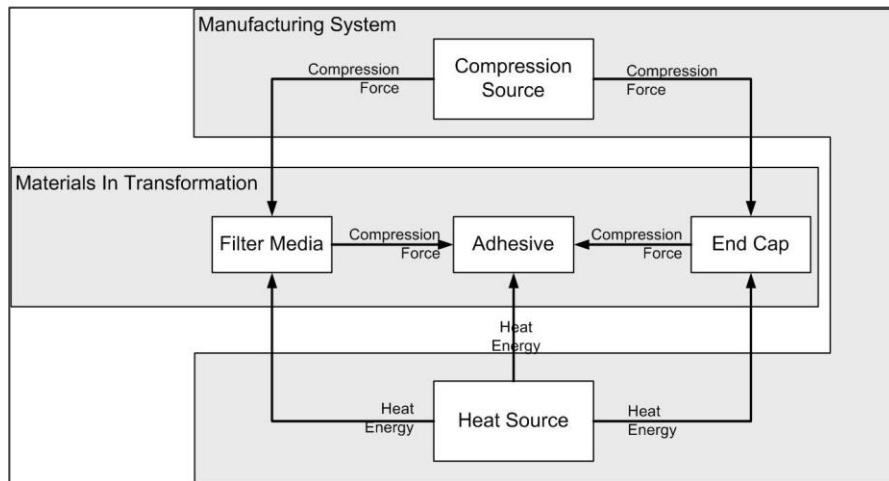 Manufacturing System
Compression
Force
Compression
Source
Compression
Force
Materials In Transformation
Filter Media
Compression
Force
Adhesive
Compression
Force
End Cap
Heat
Energy
Heat
Energy
Heat Source
Heat
Energy